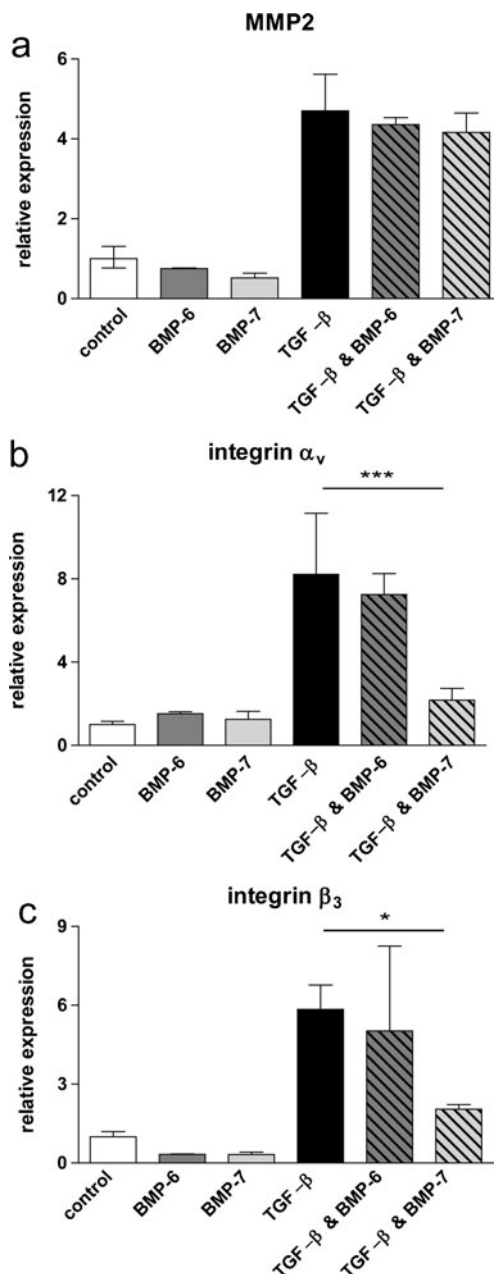 MMP2
a
relative expression
6
4
2
0
control
BMP-6
BMP-7
TGF-β
TGF-β & BMP-6
TGF-β & BMP-7
b
integrin αv
***
relative expression
12
8
4
0
control
BMP-6
BMP-7
TGF-β
TGF-β & BMP-6
TGF-β & BMP-7
c
integrin β3
*
relative expression
9
6
3
0
control
BMP-6
BMP-7
TGF-β
TGF-β & BMP-6
TGF-β & BMP-7